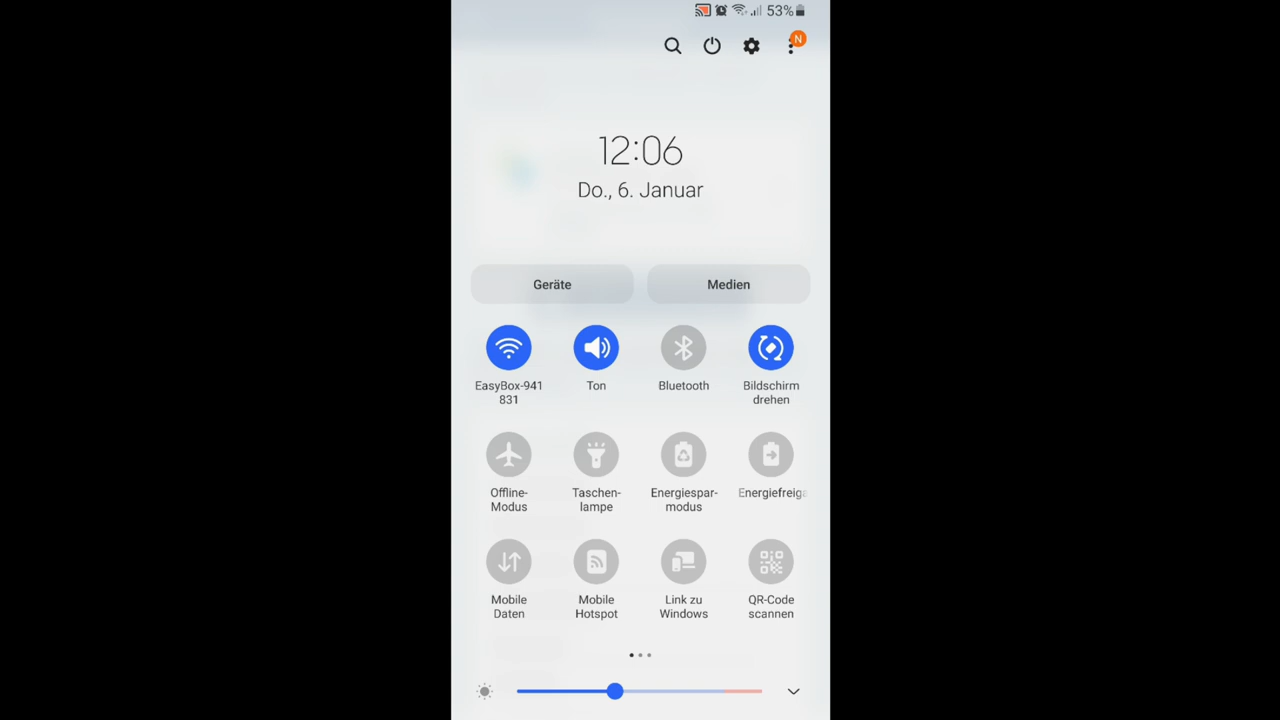 53%
N
12:06
Do., 6. Januar
Geräte Medien
EasyBox-941 Ton Bluetooth Bildschirm
831 drehen
Offline- Taschen- Energiespar- Energiefreiga
Modus lampe modus
Mobile Mobile Link zu QR-Code
Daten Hotspot Windows scannen